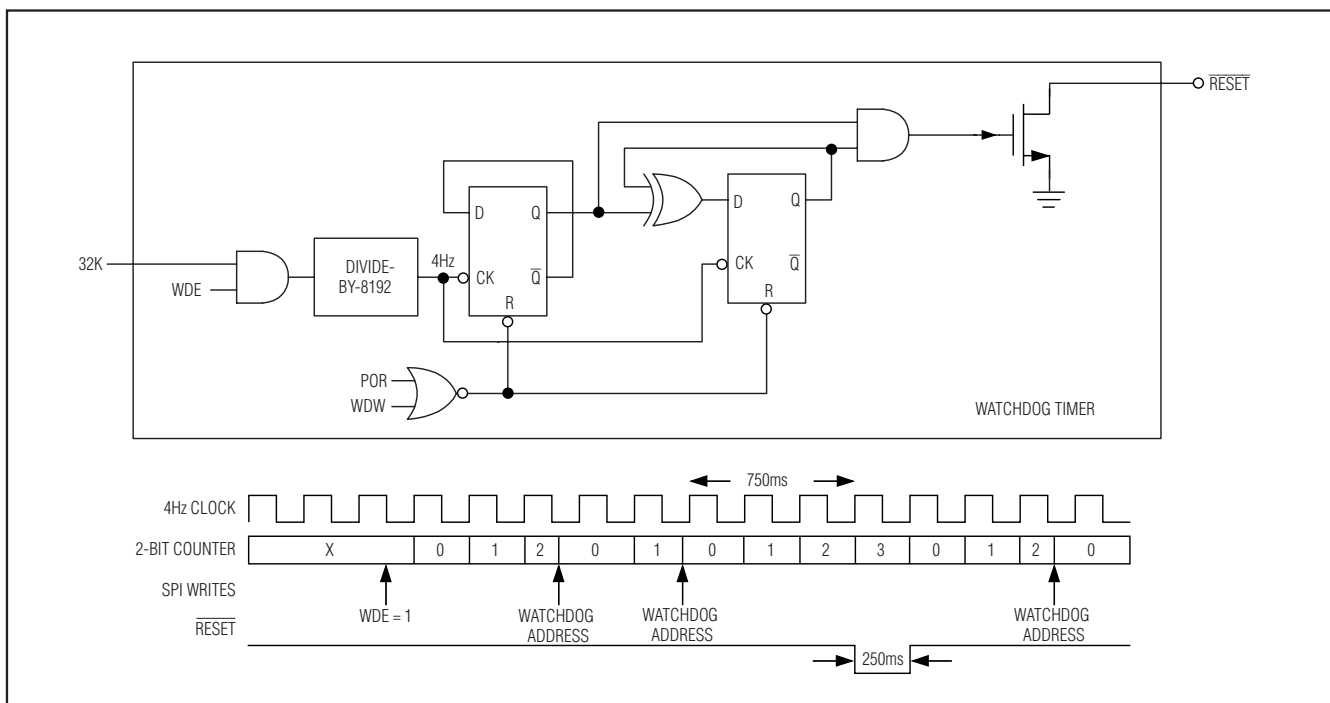 R̅E̅S̅E̅T̅
D Q
D Q
32K
WDE
DIVIDE-
BY-8192
4Hz
CK Q̅
CK Q̅
R
R
POR
WDW
WATCHDOG TIMER
750ms
4Hz CLOCK
2-BIT COUNTER X 0 1 2 0 1 0 1 2 3 0 1 2 0
SPI WRITES
WDE = 1
WATCHDOG
ADDRESS
WATCHDOG
ADDRESS
WATCHDOG
ADDRESS
R̅E̅S̅E̅T̅
250ms